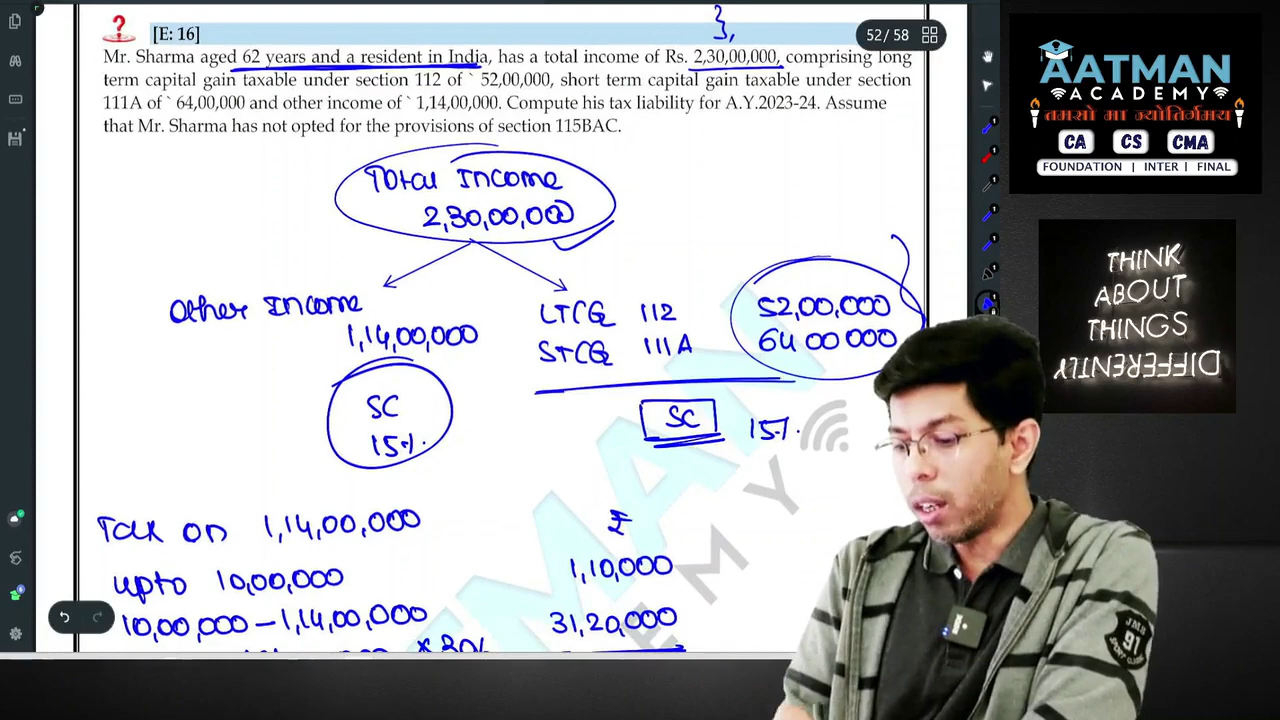 [E: 16]
3,
52/58
Mr. Sharma aged 62 years and a resident in India, has a total income of Rs. 2,30,00,000, comprising long
term capital gain taxable under section 112 of ` 52,00,000, short term capital gain taxable under section
111A of ` 64,00,000 and other income of ` 1,14,00,000. Compute his tax liability for A.Y.2023-24. Assume
that Mr. Sharma has not opted for the provisions of section 115BAC.
Total Income
2,30,00,000
Other Income
1,14,00,000
LTCG 112 52,00,000
STCG 111A 6400000
SC
15%.
SC 15%.
Tax on 1,14,00,000 ₹
upto 10,00,000 1,10,000
10,00,000 – 1,14,00,000 31,20,000
AATMAN
ACADEMY
तमसो मा ज्योतिर्गमय
CA CS CMA
FOUNDATION | INTER | FINAL
THINK
ABOUT
THINGS
DIFFERENTLY
JMB
91